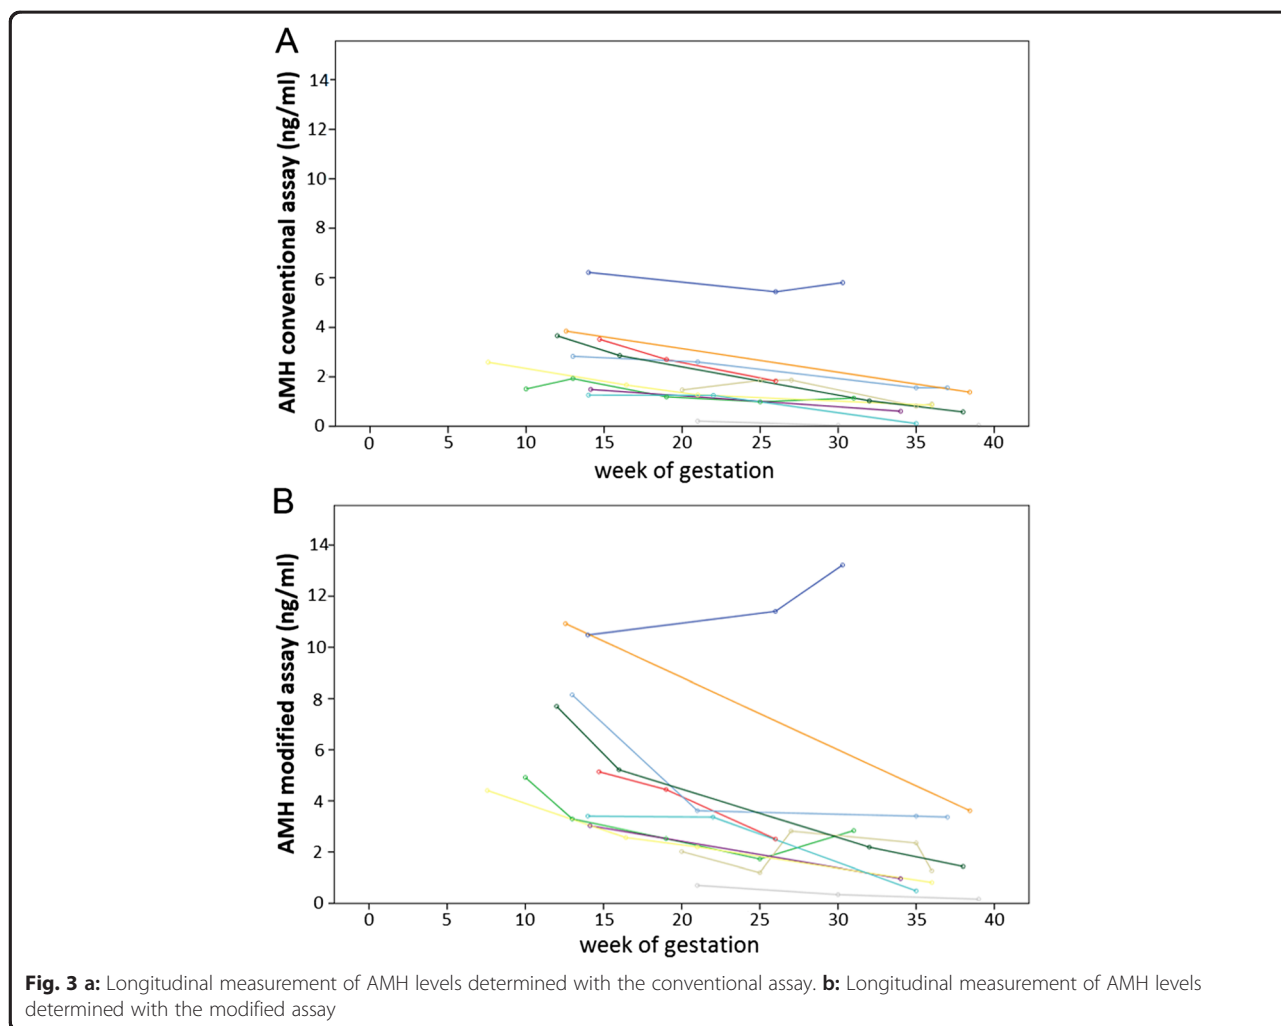 A
AMH conventional assay (ng/ml)
14
12
10
8
6
4
2
0
0 5 10 15 20 25 30 35 40
week of gestation
B
AMH modified assay (ng/ml)
14
12
10
8
6
4
2
0
0 5 10 15 20 25 30 35 40
week of gestation
Fig. 3 a: Longitudinal measurement of AMH levels determined with the conventional assay. b: Longitudinal measurement of AMH levels
determined with the modified assay